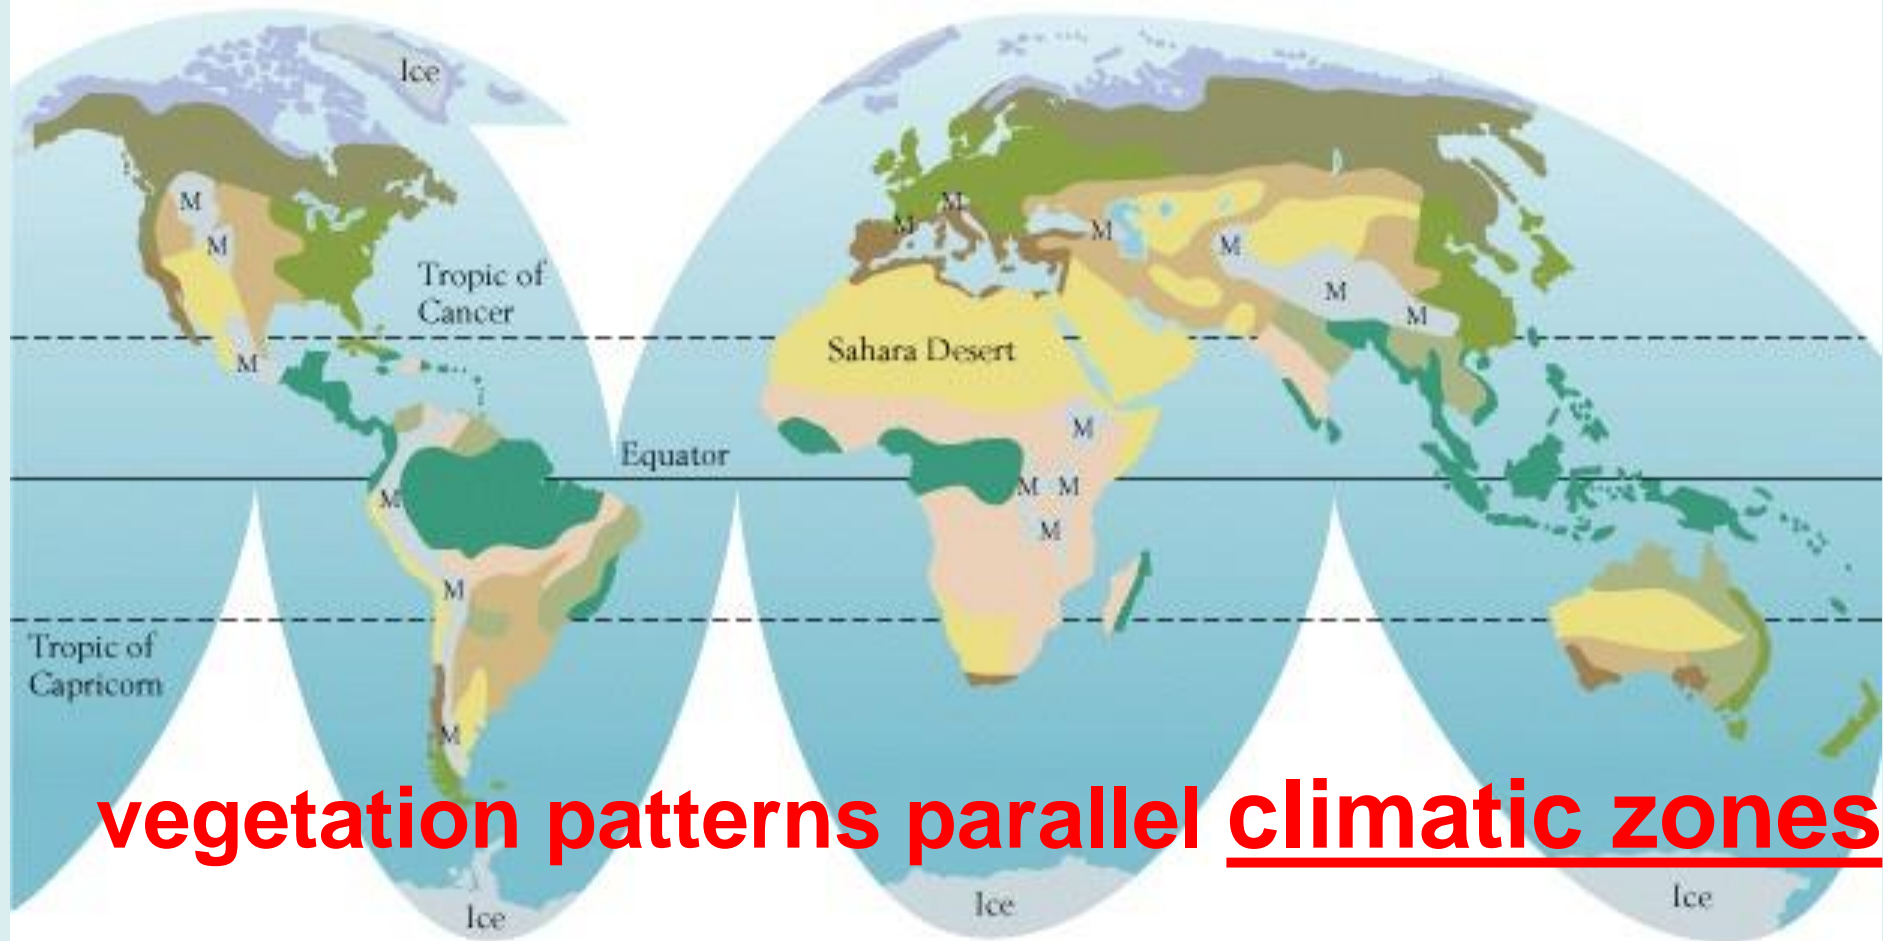 Ice
M
M
M
Tropic of
Cancer
M
M
M
M
M
M
Sahara Desert
M
Equator
M M
M
M
M
Tropic of
Capricorn
M
vegetation patterns parallel climatic zones
Ice
Ice
Ice